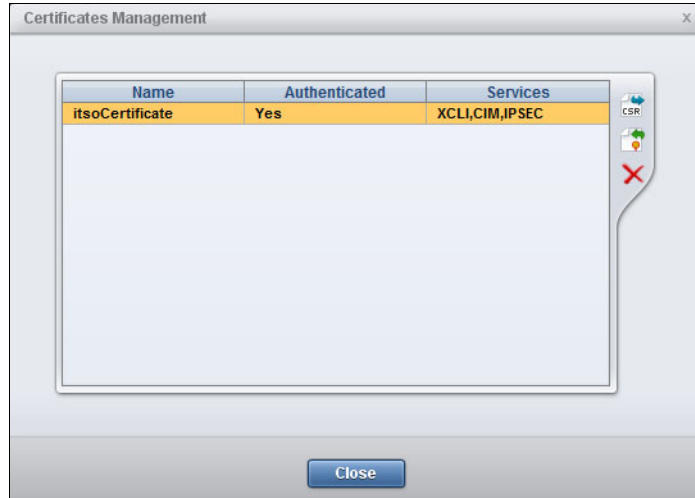 Certificates Management x
Name Authenticated Services
itsoCertificate Yes XCLI,CIM,IPSEC
CSR
Close